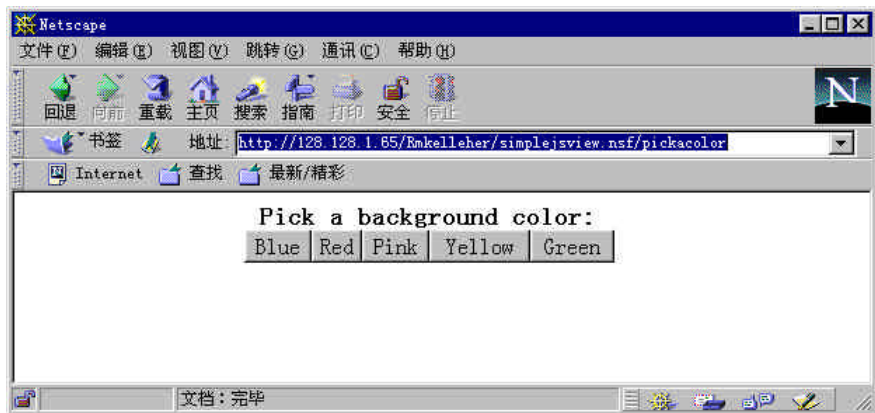 Netscape
文件(F) 编辑(E) 视图(V) 跳转(G) 通讯(C) 帮助(H)
回退 向前 重载 主页 搜索 指南 打印 安全 停止
N
书签 地址: http://128.128.1.65/Rmkelleher/simplejsview.nsf/pickacolor
Internet 查找 最新/精彩
Pick a background color:
Blue Red Pink Yellow Green
文档:完毕